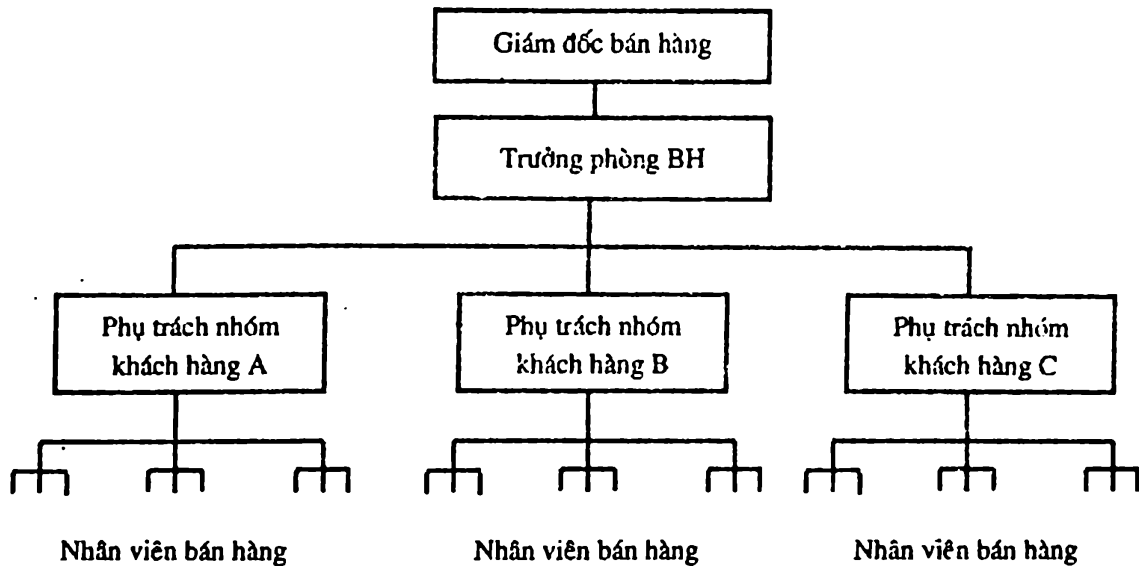 Giám đốc bán hàng
Trưởng phòng BH
Phụ trách nhóm
khách hàng A
Phụ trách nhóm
khách hàng B
Phụ trách nhóm
khách hàng C
Nhân viên bán hàng
Nhân viên bán hàng
Nhân viên bán hàng